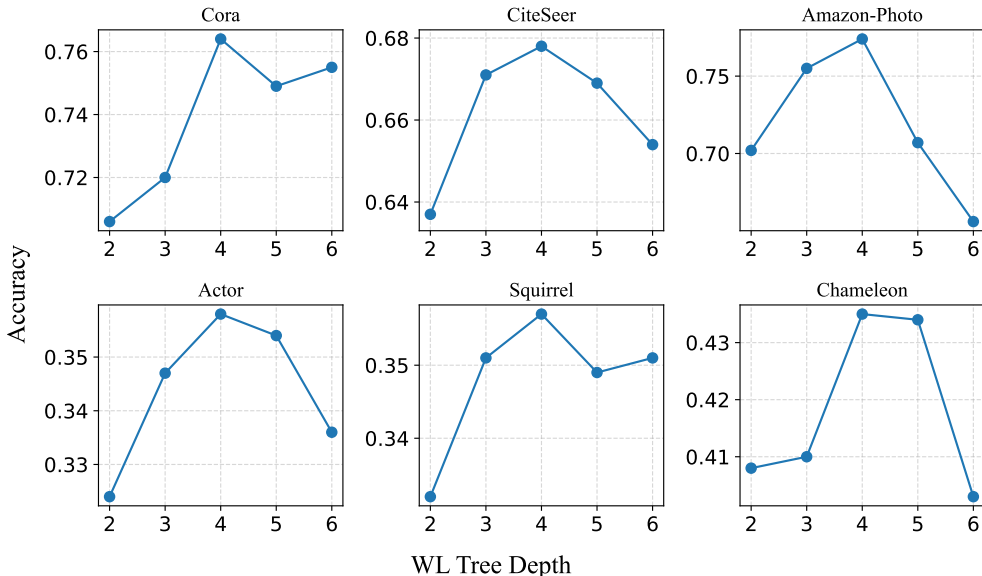 Cora
CiteSeer
Amazon-Photo
0.76
0.74
0.72
0.68
0.66
0.64
0.75
0.70
2 3 4 5 6
2 3 4 5 6
2 3 4 5 6
Accuracy
Actor
Squirrel
Chameleon
0.35
0.34
0.33
0.35
0.34
0.43
0.42
0.41
2 3 4 5 6
2 3 4 5 6
2 3 4 5 6
WL Tree Depth